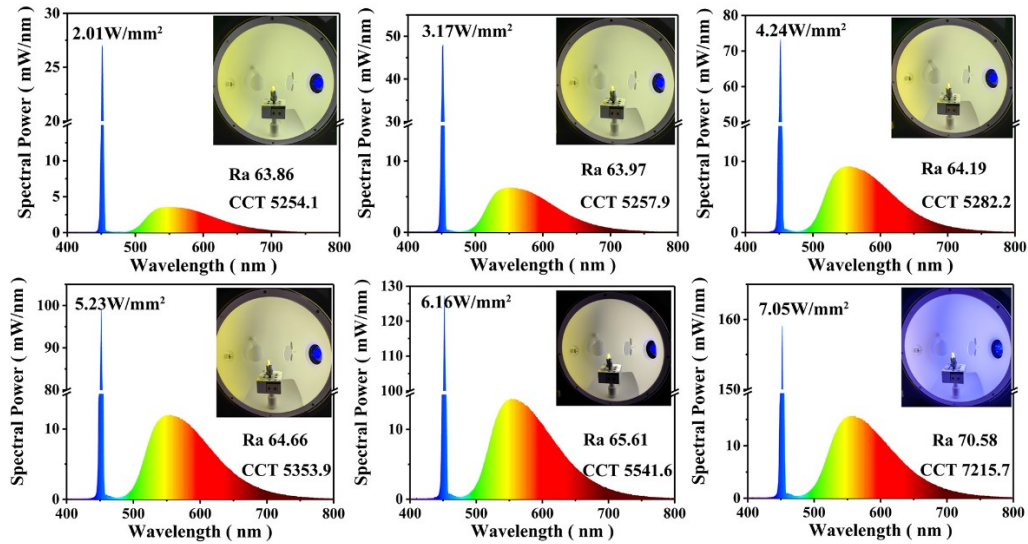 2.01W/mm²
Spectral Power ( mW/nm )
30
25
20
10
5
0
Ra 63.86
CCT 5254.1
400 500 600 700 800
Wavelength ( nm )
3.17W/mm²
Spectral Power ( mW/nm )
50
40
30
20
10
0
Ra 63.97
CCT 5257.9
400 500 600 700 800
Wavelength ( nm )
4.24W/mm²
Spectral Power ( mW/nm )
80
70
60
50
10
0
Ra 64.19
CCT 5282.2
400 500 600 700 800
Wavelength ( nm )
5.23W/mm²
Spectral Power ( mW/nm )
100
90
80
10
0
Ra 64.66
CCT 5353.9
400 500 600 700 800
Wavelength ( nm )
6.16W/mm²
Spectral Power ( mW/nm )
130
120
110
100
10
0
Ra 65.61
CCT 5541.6
400 500 600 700 800
Wavelength ( nm )
7.05W/mm²
Spectral Power ( mW/nm )
160
150
10
0
Ra 70.58
CCT 7215.7
400 500 600 700 800
Wavelength ( nm )